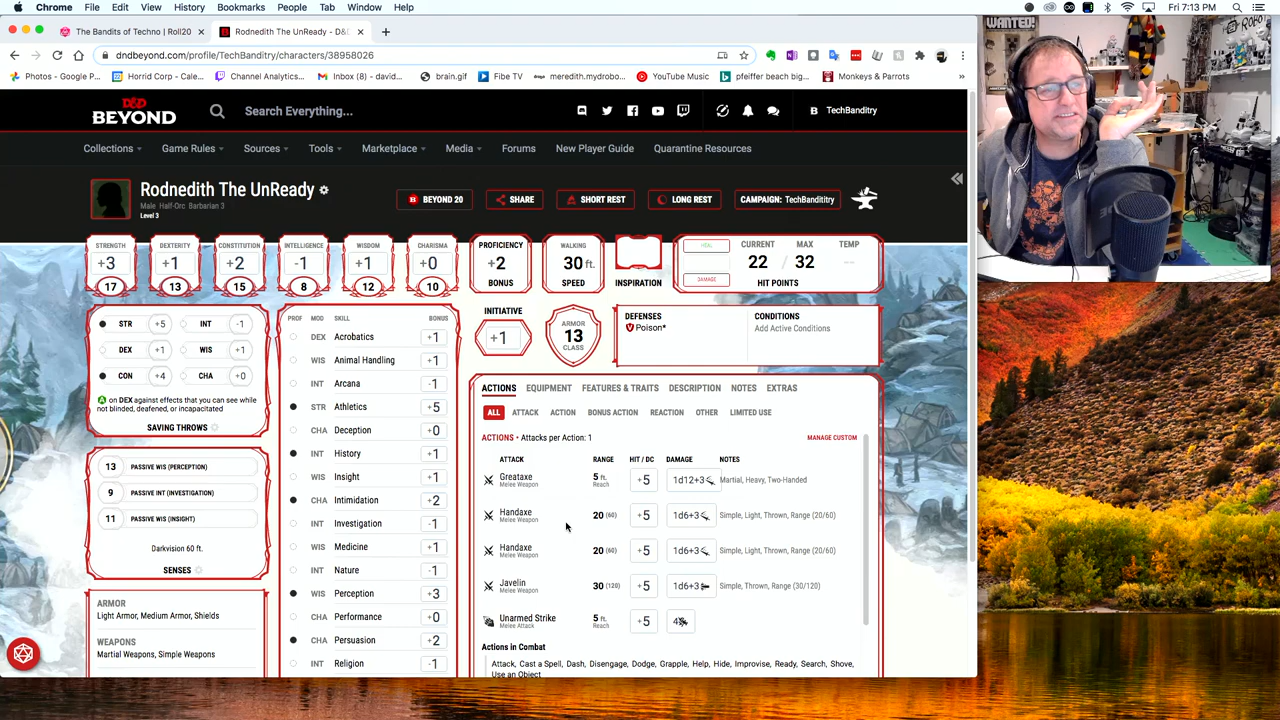 Chrome File Edit View History Bookmarks People Tab Window Help Fri 7:13 PM
The Bandits of Techno | Roll20 Rodnedith The UnReady - D&
dndbeyond.com/profile/TechBanditry/characters/38958026
Photos - Google P... Horrid Corp - Cale... Channel Analytics... Inbox (8) - david... brain.gif Fibe TV meredith.mydrobo... YouTube Music pfeiffer beach big... Monkeys & Parrots
WANTED!
D&D
BEYOND
Search Everything...
TechBanditry
Collections Game Rules Sources Tools Marketplace Media Forums New Player Guide Quarantine Resources
Rodnedith The UnReady
Male Half-Orc Barbarian 3
Level 3
BEYOND 20 SHARE SHORT REST LONG REST CAMPAIGN: TechBanditiry
STRENGTH DEXTERITY CONSTITUTION INTELLIGENCE WISDOM CHARISMA PROFICIENCY WALKING HEAL CURRENT MAX TEMP
+3 +1 +2 -1 +1 +0 +2 30 ft. 22 / 32 --
17 13 15 8 12 10 BONUS SPEED INSPIRATION DAMAGE HIT POINTS
STR +5 INT -1
DEX +1 WIS +1
CON +4 CHA +0
A on DEX against effects that you can see while
not blinded, deafened, or incapacitated
SAVING THROWS
13 PASSIVE WIS (PERCEPTION)
9 PASSIVE INT (INVESTIGATION)
11 PASSIVE WIS (INSIGHT)
Darkvision 60 ft.
SENSES
ARMOR
Light Armor, Medium Armor, Shields
WEAPONS
Martial Weapons, Simple Weapons
PROF MOD SKILL BONUS
DEX Acrobatics +1
WIS Animal Handling +1
INT Arcana -1
STR Athletics +5
CHA Deception +0
INT History +1
WIS Insight +1
CHA Intimidation +2
INT Investigation -1
WIS Medicine +1
INT Nature -1
WIS Perception +3
CHA Performance +0
CHA Persuasion +2
INT Religion -1
INITIATIVE
+1
ARMOR
13
CLASS
DEFENSES
Poison*
CONDITIONS
Add Active Conditions
ACTIONS EQUIPMENT FEATURES & TRAITS DESCRIPTION NOTES EXTRAS
ALL ATTACK ACTION BONUS ACTION REACTION OTHER LIMITED USE
ACTIONS • Attacks per Action: 1 MANAGE CUSTOM
ATTACK RANGE HIT / DC DAMAGE NOTES
Greataxe 5 ft. +5 1d12+3 Martial, Heavy, Two-Handed
Melee Weapon Reach
Handaxe 20 (60) +5 1d6+3 Simple, Light, Thrown, Range (20/60)
Melee Weapon
Handaxe 20 (60) +5 1d6+3 Simple, Light, Thrown, Range (20/60)
Melee Weapon
Javelin 30 (120) +5 1d6+3 Simple, Thrown, Range (30/120)
Melee Weapon
Unarmed Strike 5 ft. +5 4
Melee Attack Reach
Actions in Combat
Attack, Cast a Spell, Dash, Disengage, Dodge, Grapple, Help, Hide, Improvise, Ready, Search, Shove,
Use an Object